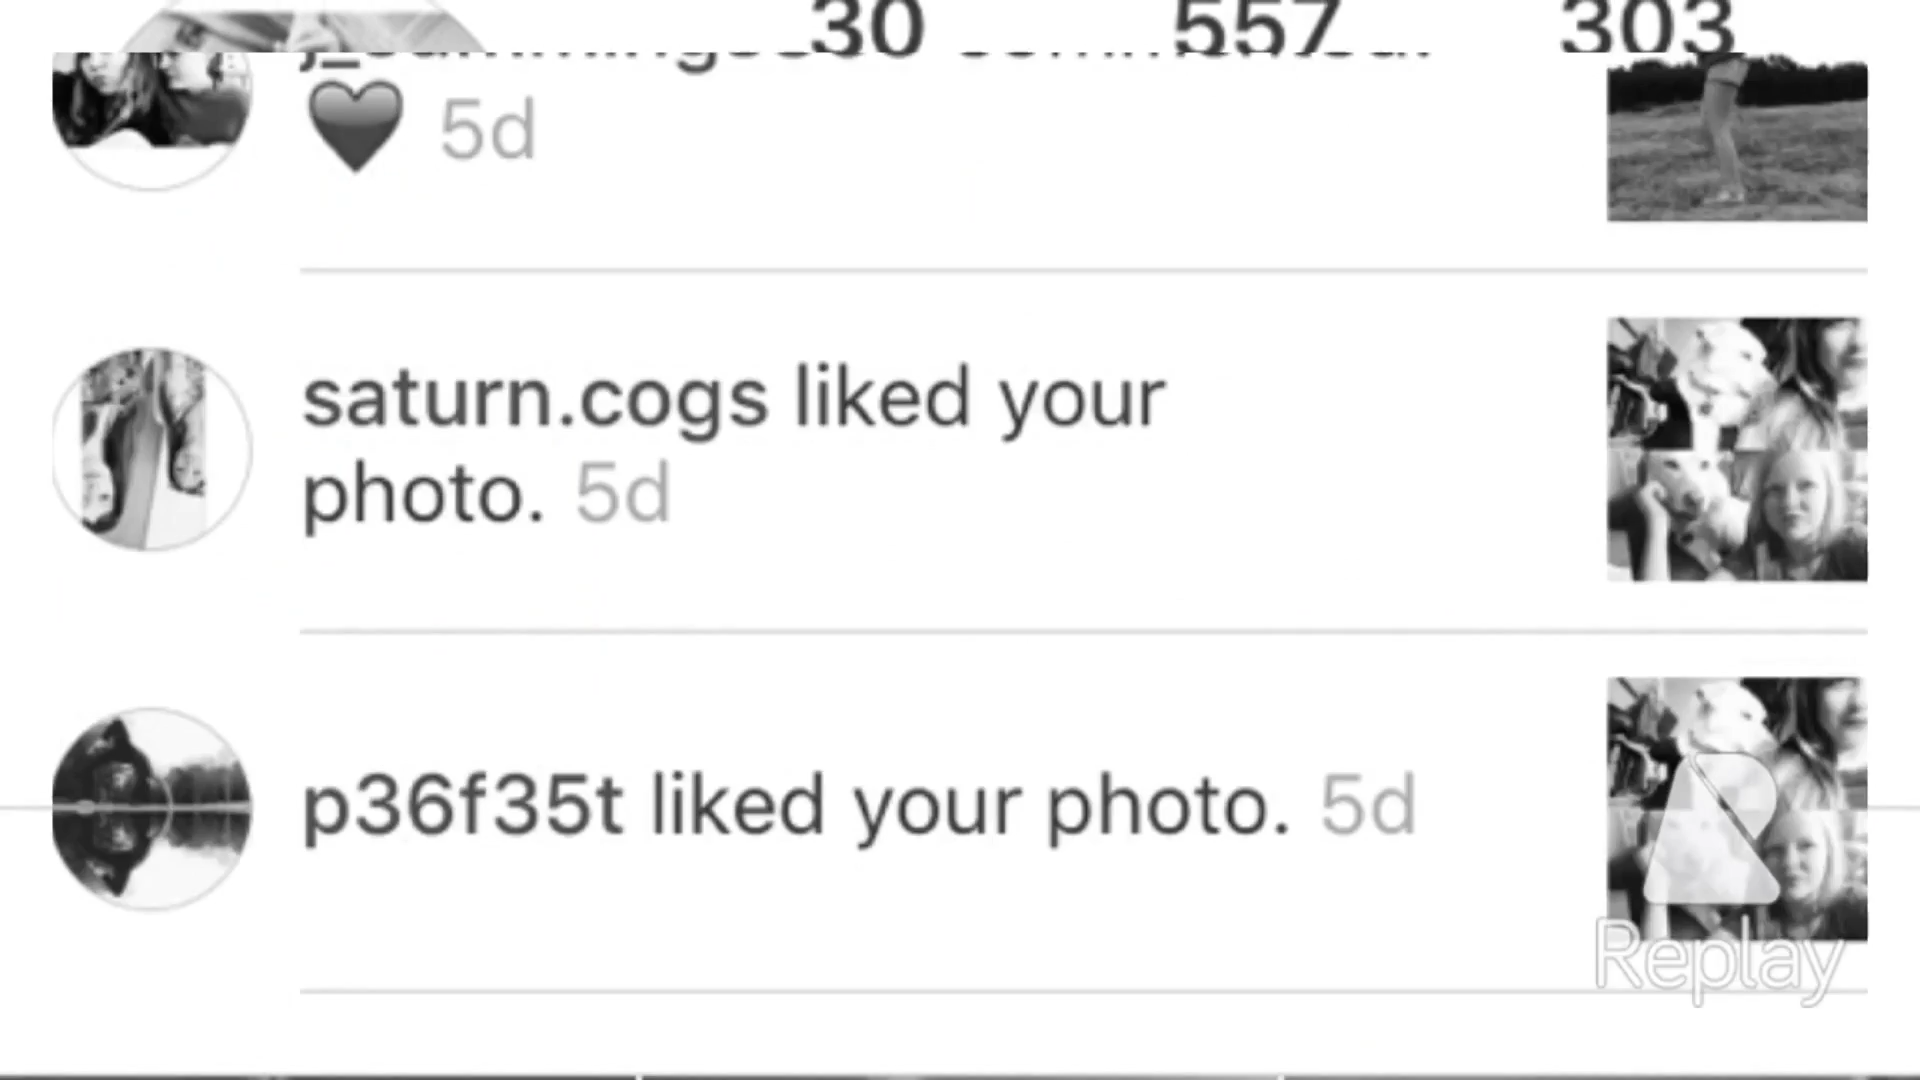 30 557 303
5d
saturn.cogs liked your
photo. 5d
p36f35t liked your photo. 5d
Replay